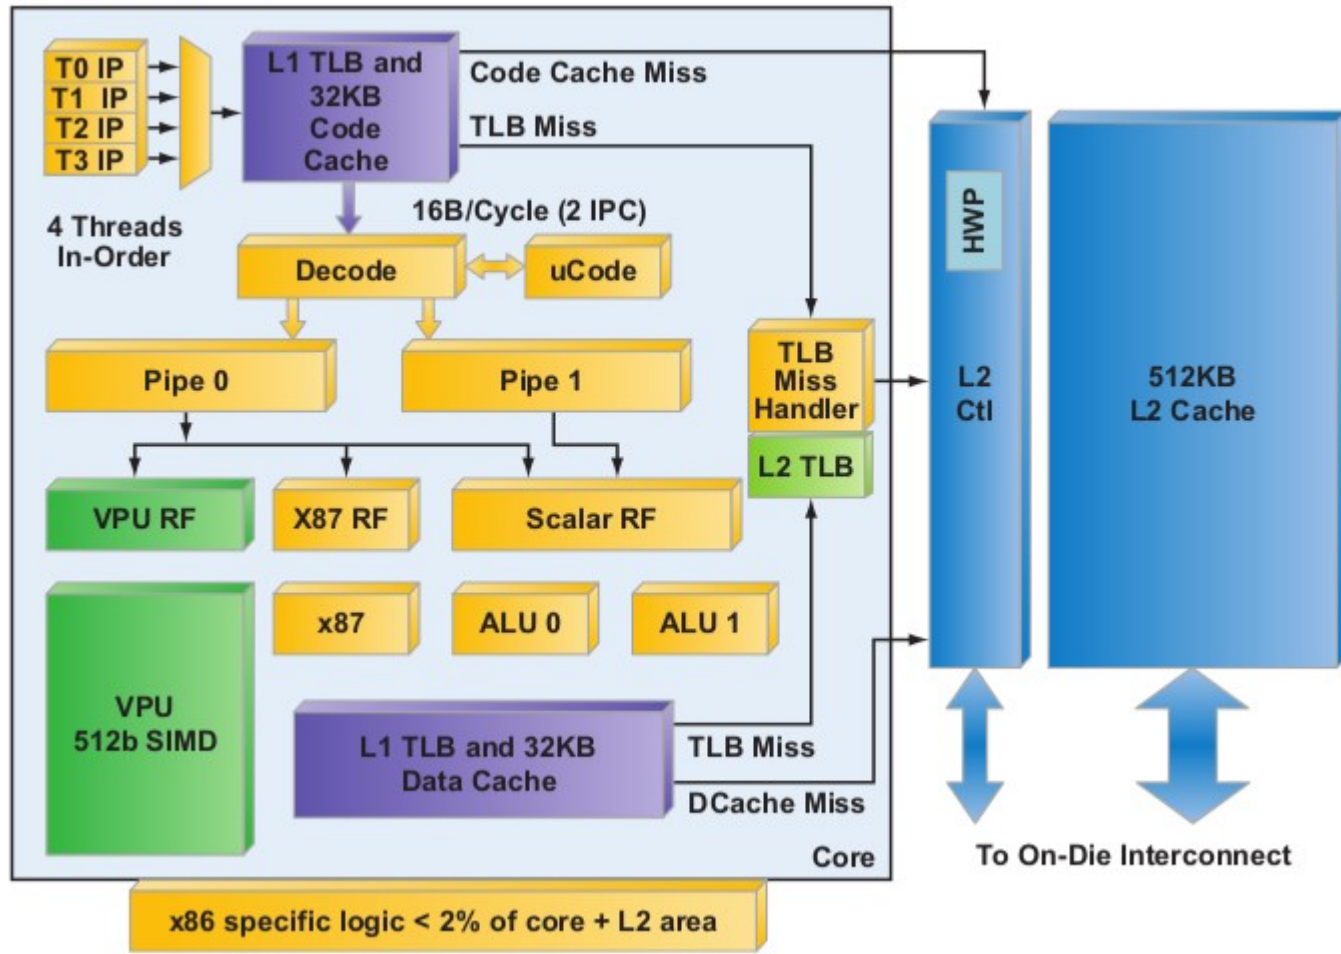 T0 IP
T1 IP
T2 IP
T3 IP
4 Threads
In-Order
L1 TLB and
32KB
Code
Cache
Code Cache Miss
TLB Miss
16B/Cycle (2 IPC)
Decode
uCode
Pipe 0
Pipe 1
TLB
Miss
Handler
L2 TLB
HWP
L2
Ctl
512KB
L2 Cache
VPU RF
X87 RF
Scalar RF
x87
ALU 0
ALU 1
VPU
512b SIMD
L1 TLB and 32KB
Data Cache
TLB Miss
DCache Miss
Core
To On-Die Interconnect
x86 specific logic < 2% of core + L2 area